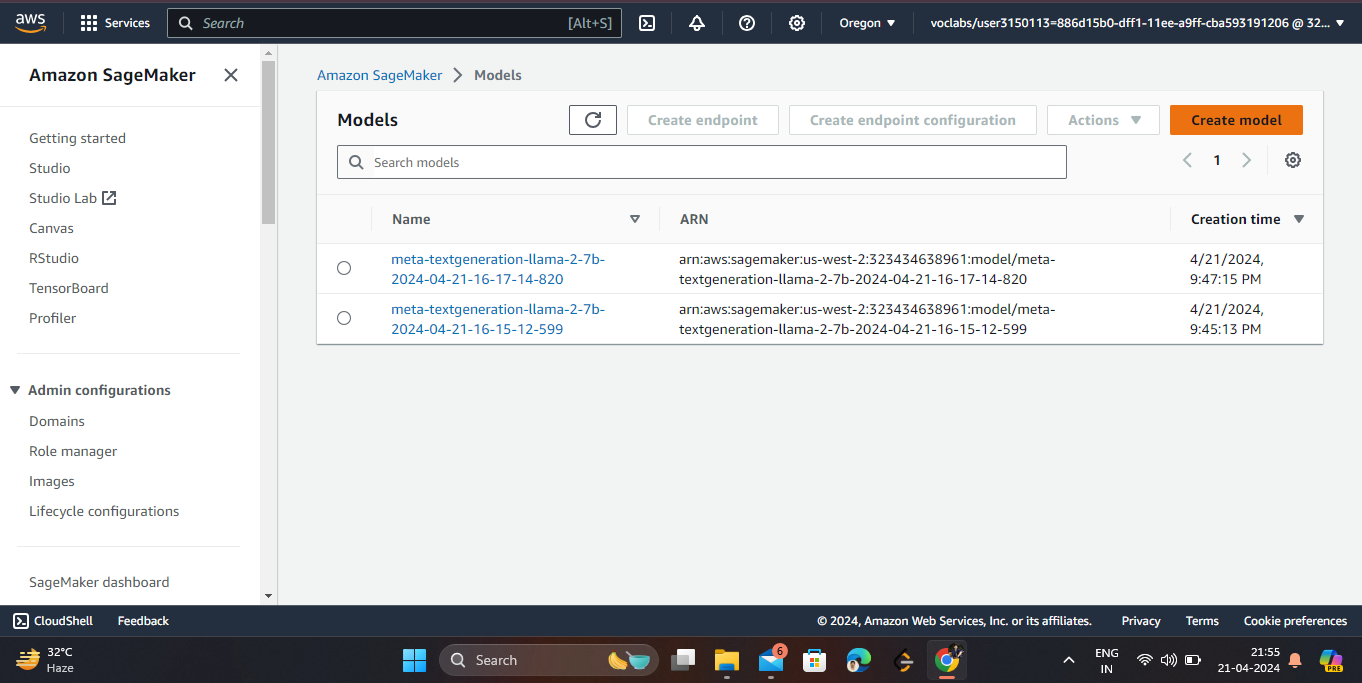 aws
Services
Search
[Alt+S]
Oregon
voclabs/user3150113=886d15b0-dff1-11ee-a9ff-cba593191206 @ 32...
Amazon SageMaker
Getting started
Studio
Studio Lab
Canvas
RStudio
TensorBoard
Profiler
Admin configurations
Domains
Role manager
Images
Lifecycle configurations
SageMaker dashboard
Amazon SageMaker
Models
Models
Create endpoint
Create endpoint configuration
Actions
Create model
Search models
1
Name
ARN
Creation time
meta-textgeneration-llama-2-7b-
2024-04-21-16-17-14-820
arn:aws:sagemaker:us-west-2:323434638961:model/meta-
textgeneration-llama-2-7b-2024-04-21-16-17-14-820
4/21/2024,
9:47:15 PM
meta-textgeneration-llama-2-7b-
2024-04-21-16-15-12-599
arn:aws:sagemaker:us-west-2:323434638961:model/meta-
textgeneration-llama-2-7b-2024-04-21-16-15-12-599
4/21/2024,
9:45:13 PM
CloudShell
Feedback
© 2024, Amazon Web Services, Inc. or its affiliates.
Privacy
Terms
Cookie preferences
32°C
Haze
Search
6
ENG
IN
21:55
21-04-2024
PRE